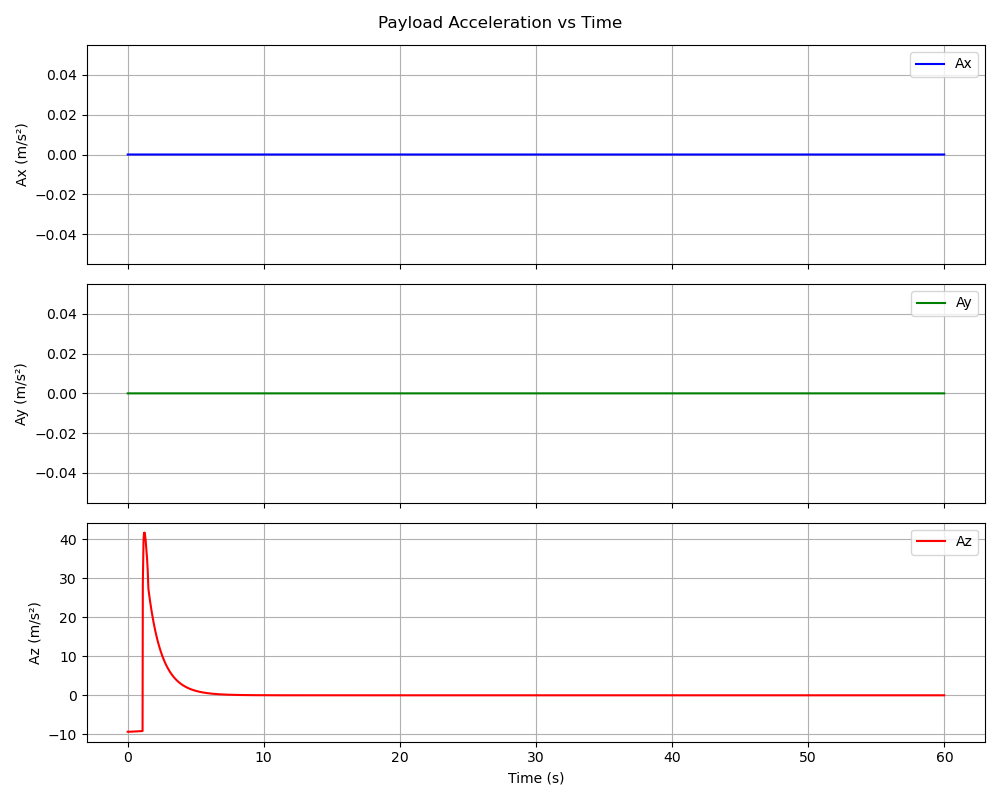 Payload Acceleration vs Time
Ax (m/s²)
0.04
0.02
0.00
−0.02
−0.04
Ax
Ay (m/s²)
0.04
0.02
0.00
−0.02
−0.04
Ay
Az (m/s²)
40
30
20
10
0
−10
Az
0 10 20 30 40 50 60
Time (s)